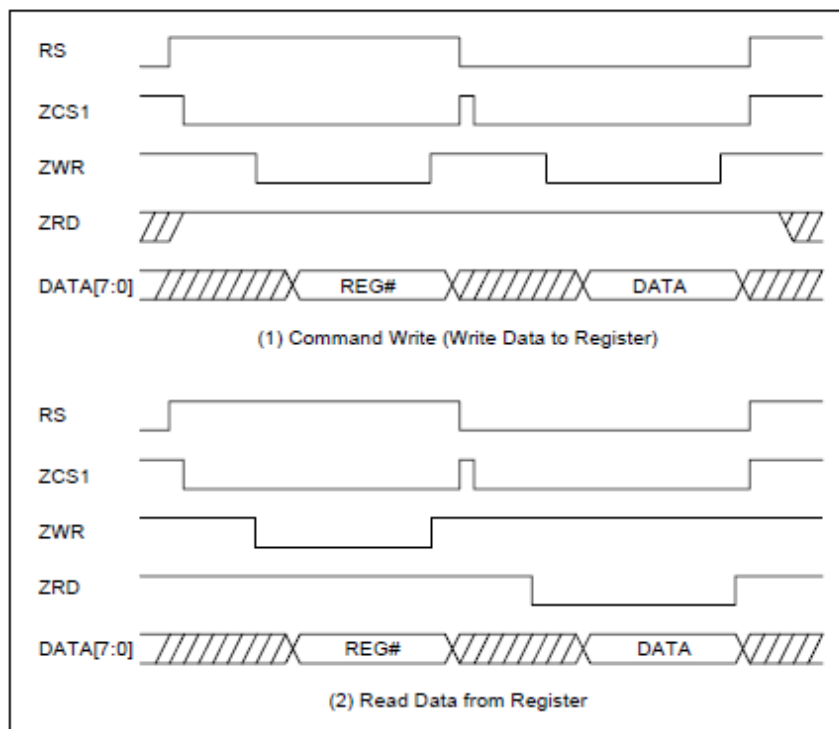 RS
ZCS1
ZWR
ZRD
DATA[7:0] REG# DATA
(1) Command Write (Write Data to Register)
RS
ZCS1
ZWR
ZRD
DATA[7:0] REG# DATA
(2) Read Data from Register